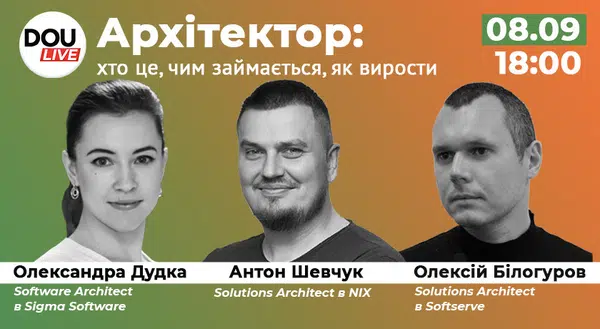 DOU
LIVE
Архітектор:
хто це, чим займається, як вирости
08.09
18:00
Олександра Дудка
Software Architect
в Sigma Software
Антон Шевчук
Solutions Architect в NIX
Олексій Білогуров
Solutions Architect
в Softserve